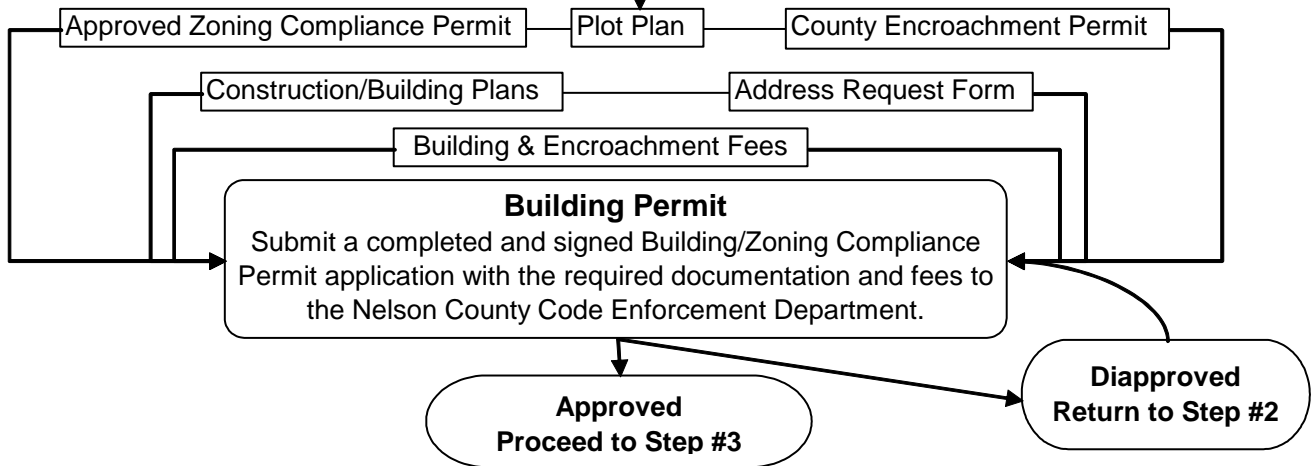 Approved Zoning Compliance Permit
Plot Plan
County Encroachment Permit
Construction/Building Plans
Address Request Form
Building & Encroachment Fees
Building Permit
Submit a completed and signed Building/Zoning Compliance
Permit application with the required documentation and fees to
the Nelson County Code Enforcement Department.
Approved
Proceed to Step #3
Diapproved
Return to Step #2